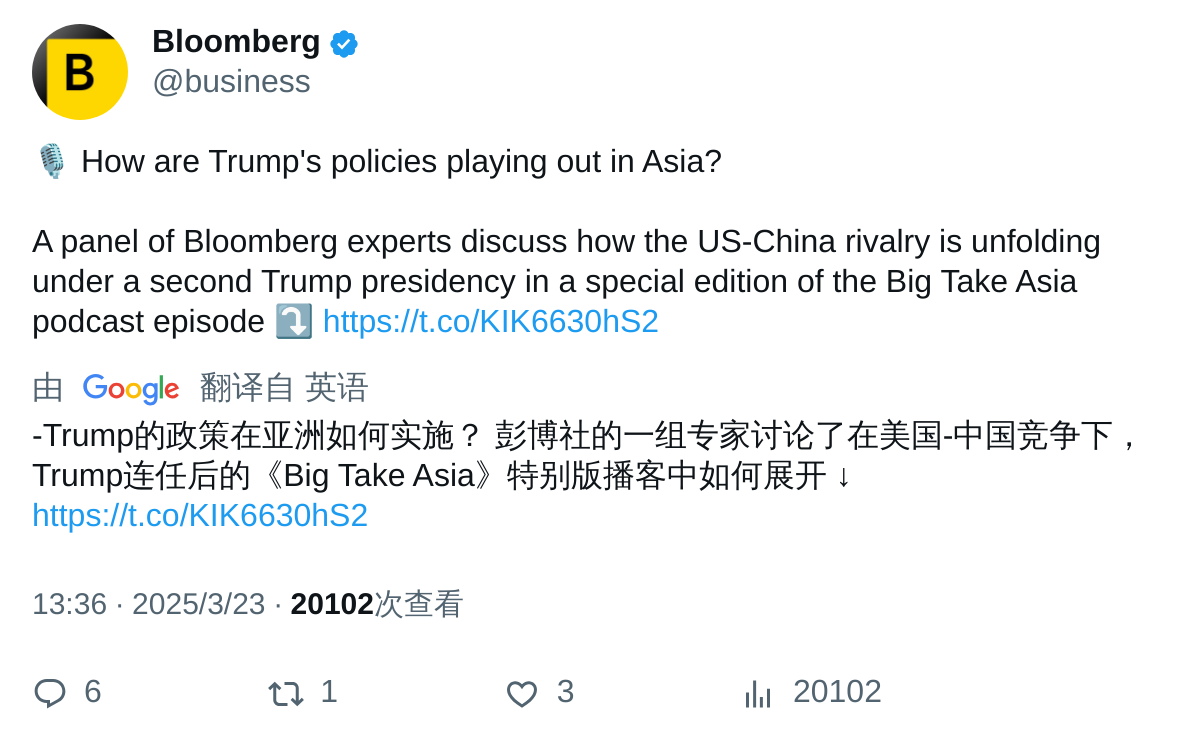 B
Bloomberg
@business
🎙️ How are Trump's policies playing out in Asia?
A panel of Bloomberg experts discuss how the US-China rivalry is unfolding
under a second Trump presidency in a special edition of the Big Take Asia
podcast episode ⤵️ https://t.co/KIK6630hS2
由 Google 翻译自 英语
-Trump的政策在亚洲如何实施？ 彭博社的一组专家讨论了在美国-中国竞争下，
Trump连任后的《Big Take Asia》特别版播客中如何展开 ↓
https://t.co/KIK6630hS2
13:36 · 2025/3/23 · 20102次查看
6 1 3 20102